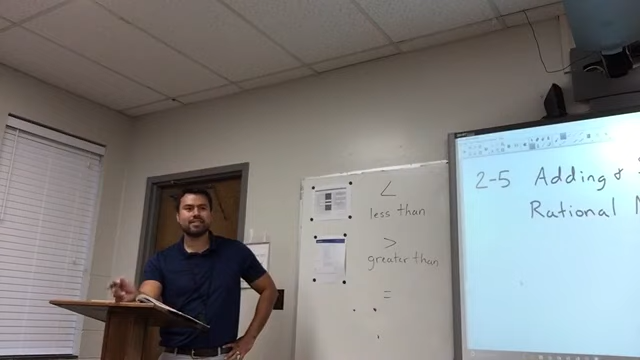 <
less than
>
greater than
=
2-5 Adding &
Rational